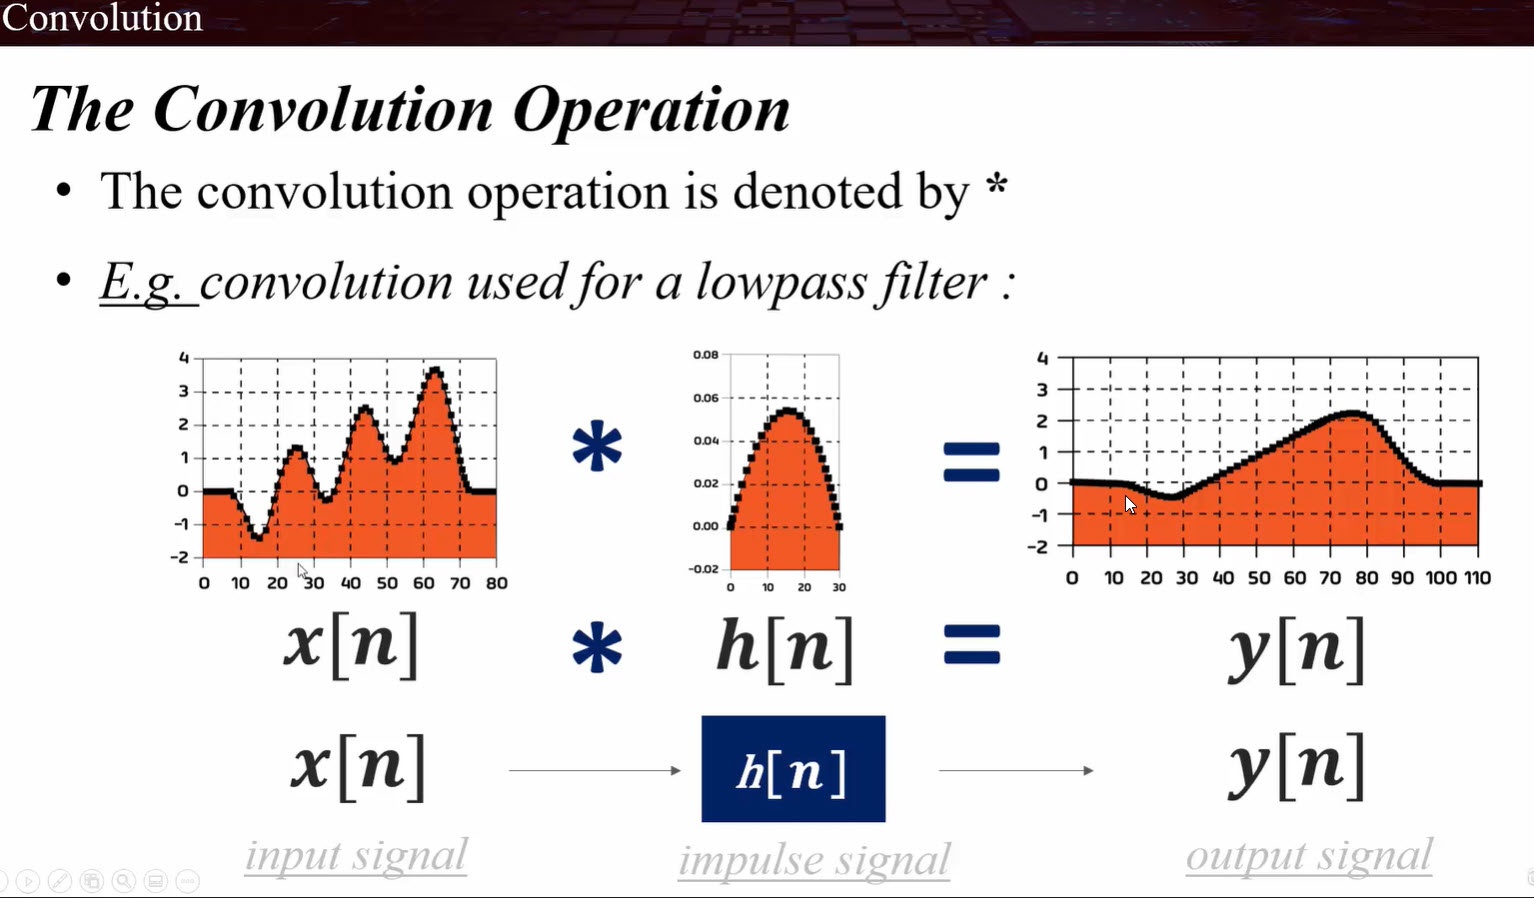 Convolution
The Convolution Operation
• The convolution operation is denoted by *
• E.g. convolution used for a lowpass filter :
4
3
2
1
0
-1
-2
0 10 20 30 40 50 60 70 80
*
0.08
0.06
0.04
0.02
0.00
-0.02
0 10 20 30
=
4
3
2
1
0
-1
-2
0 10 20 30 40 50 60 70 80 90 100 110
x[n] * h[n] = y[n]
x[n] h[n] y[n]
input signal impulse signal output signal